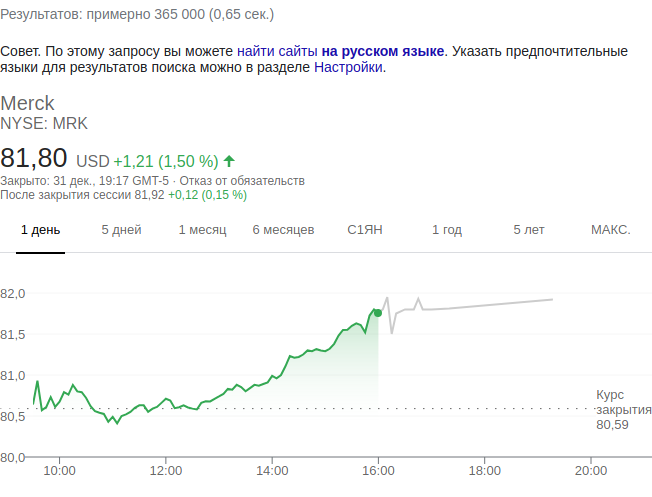 Результатов: примерно 365 000 (0,65 сек.)
Совет. По этому запросу вы можете найти сайты на русском языке. Указать предпочтительные
языки для результатов поиска можно в разделе Настройки.
Merck
NYSE: MRK
81,80 USD +1,21 (1,50 %)
Закрыто: 31 дек., 19:17 GMT-5 · Отказ от обязательств
После закрытия сессии 81,92 +0,12 (0,15 %)
1 день 5 дней 1 месяц 6 месяцев С1ЯН 1 год 5 лет МАКС.
82,0
81,5
81,0
Курс
закрытия
80,5
80,59
80,0
10:00 12:00 14:00 16:00 18:00 20:00